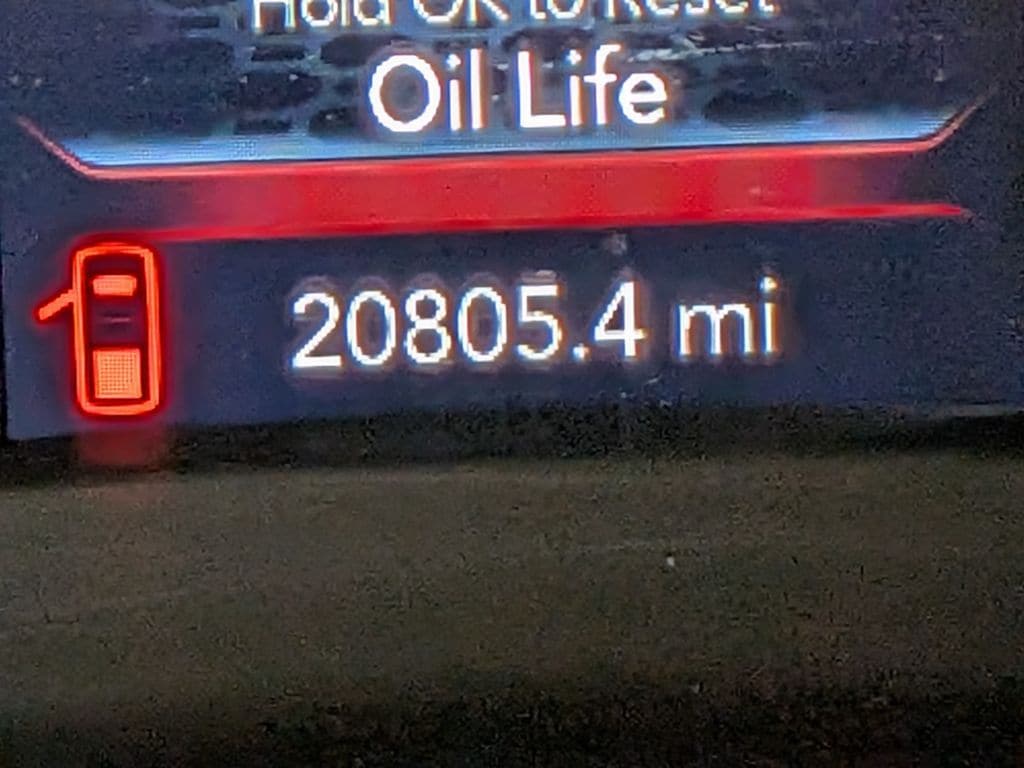 Hold OK to Reset
Oil Life
20805.4 mi